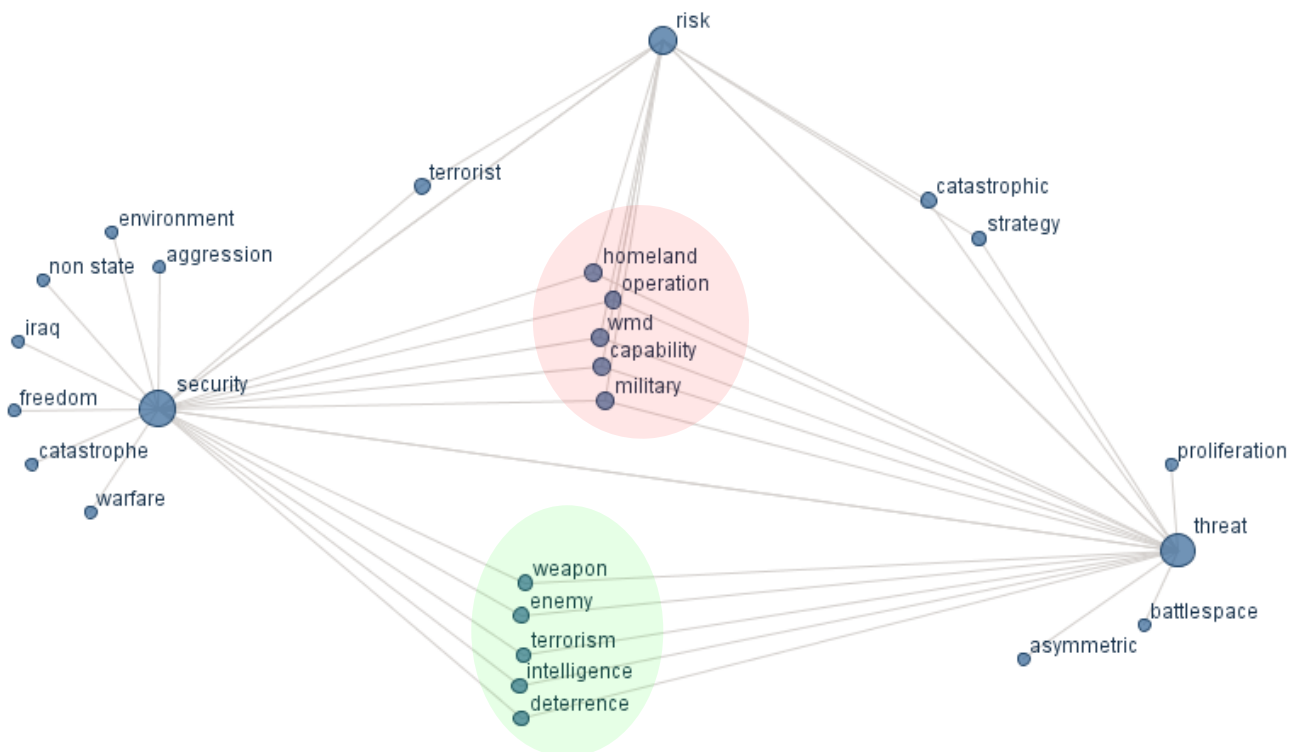 risk
terrorist
catastrophic
strategy
environment
aggression
non state
homeland
operation
iraq
wmd
capability
security
military
freedom
catastrophe
proliferation
warfare
threat
weapon
enemy
battlespace
terrorism
asymmetric
intelligence
deterrence